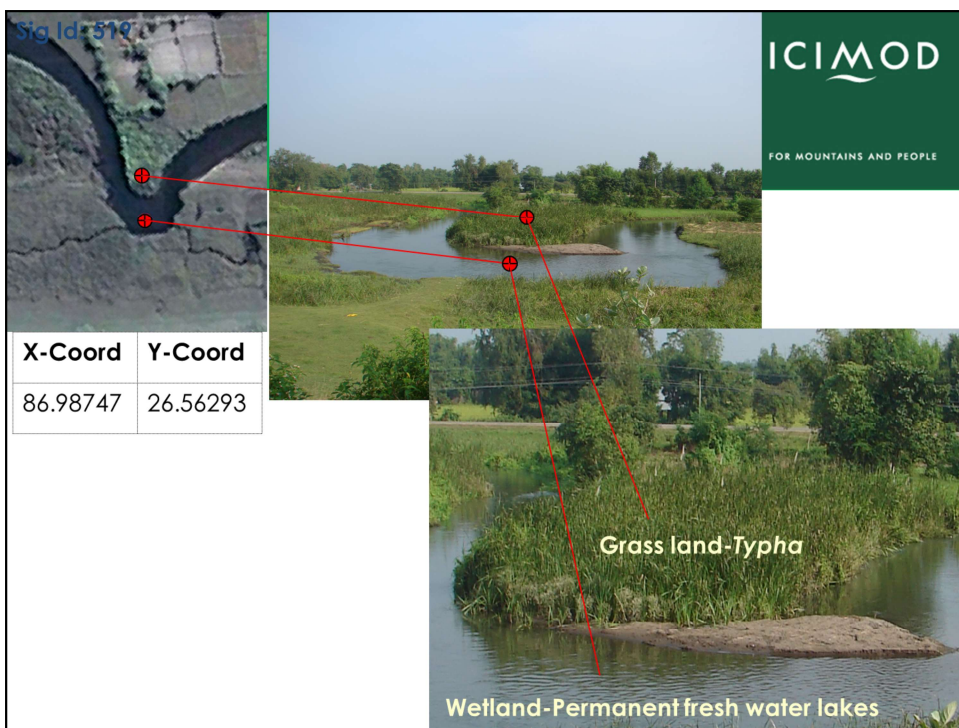 Sig Id: 519
ICIMOD
FOR MOUNTAINS AND PEOPLE
X-Coord Y-Coord
86.98747 26.56293
Grass land-Typha
Wetland-Permanent fresh water lakes